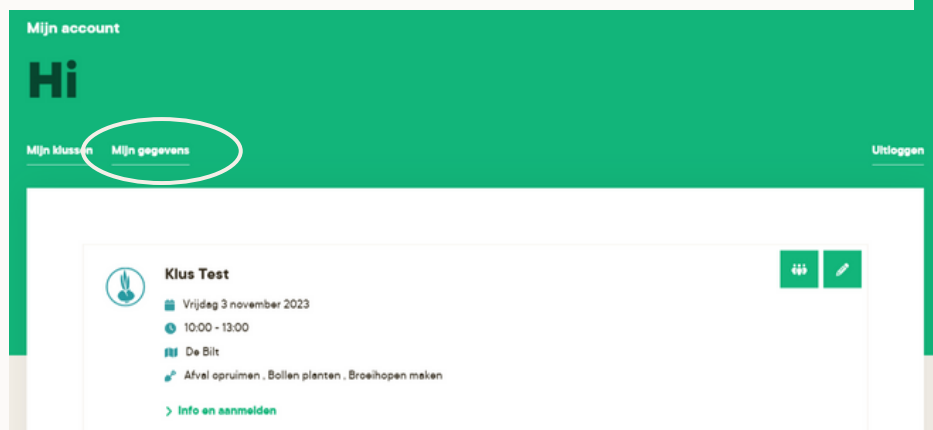 Mijn account
Hi
Mijn klussen Mijn gegevens Uitloggen
Klus Test
Vrijdag 3 november 2023
10:00 - 13:00
De Bilt
Afval opruimen , Bollen planten , Broeihopen maken
> Info en aanmelden